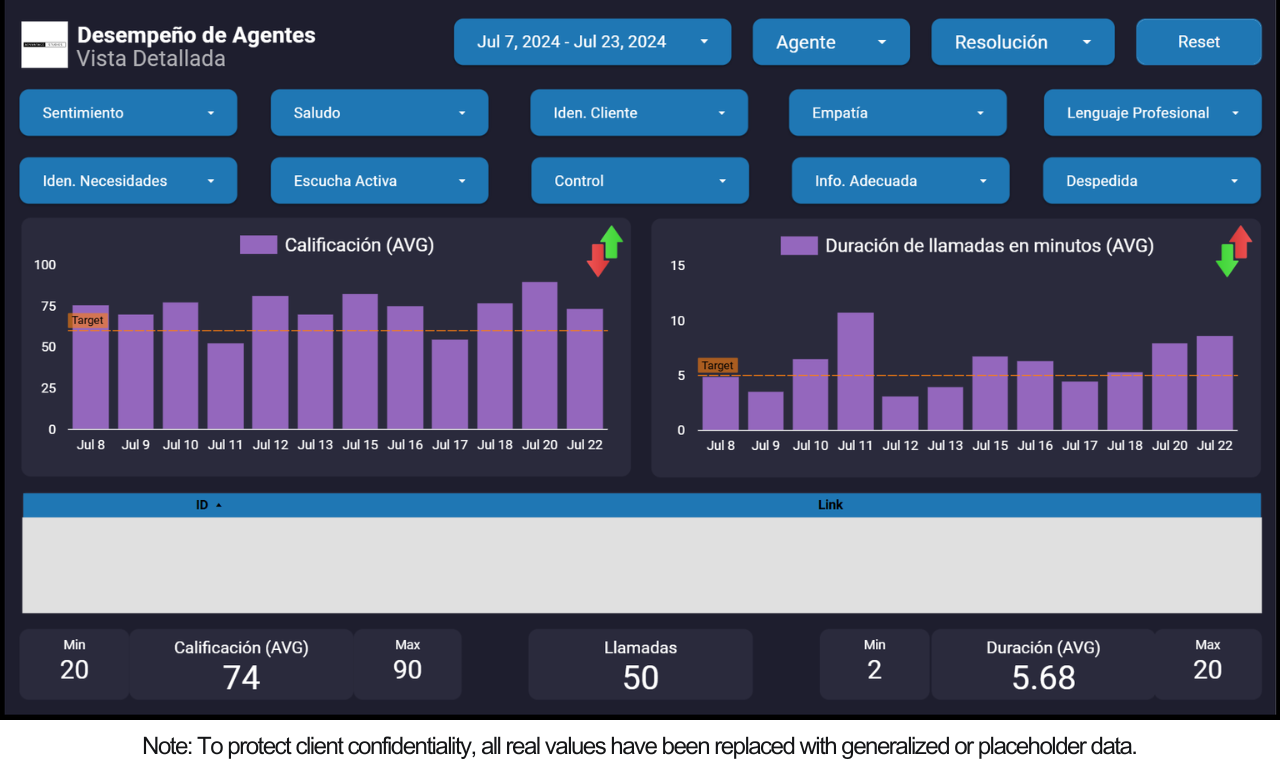 Desempeño de Agentes
Vista Detallada
Jul 7, 2024 - Jul 23, 2024
Agente
Resolución
Reset
Sentimiento
Saludo
Iden. Cliente
Empatía
Lenguaje Profesional
Iden. Necesidades
Escucha Activa
Control
Info. Adecuada
Despedida
Calificación (AVG)
100
75
50
25
0
Target
Jul 8 Jul 9 Jul 10 Jul 11 Jul 12 Jul 13 Jul 15 Jul 16 Jul 17 Jul 18 Jul 20 Jul 22
Duración de llamadas en minutos (AVG)
15
10
5
0
Target
Jul 8 Jul 9 Jul 10 Jul 11 Jul 12 Jul 13 Jul 15 Jul 16 Jul 17 Jul 18 Jul 20 Jul 22
ID
Link
Min
20
Calificación (AVG)
74
Max
90
Llamadas
50
Min
2
Duración (AVG)
5.68
Max
20
Note: To protect client confidentiality, all real values have been replaced with generalized or placeholder data.